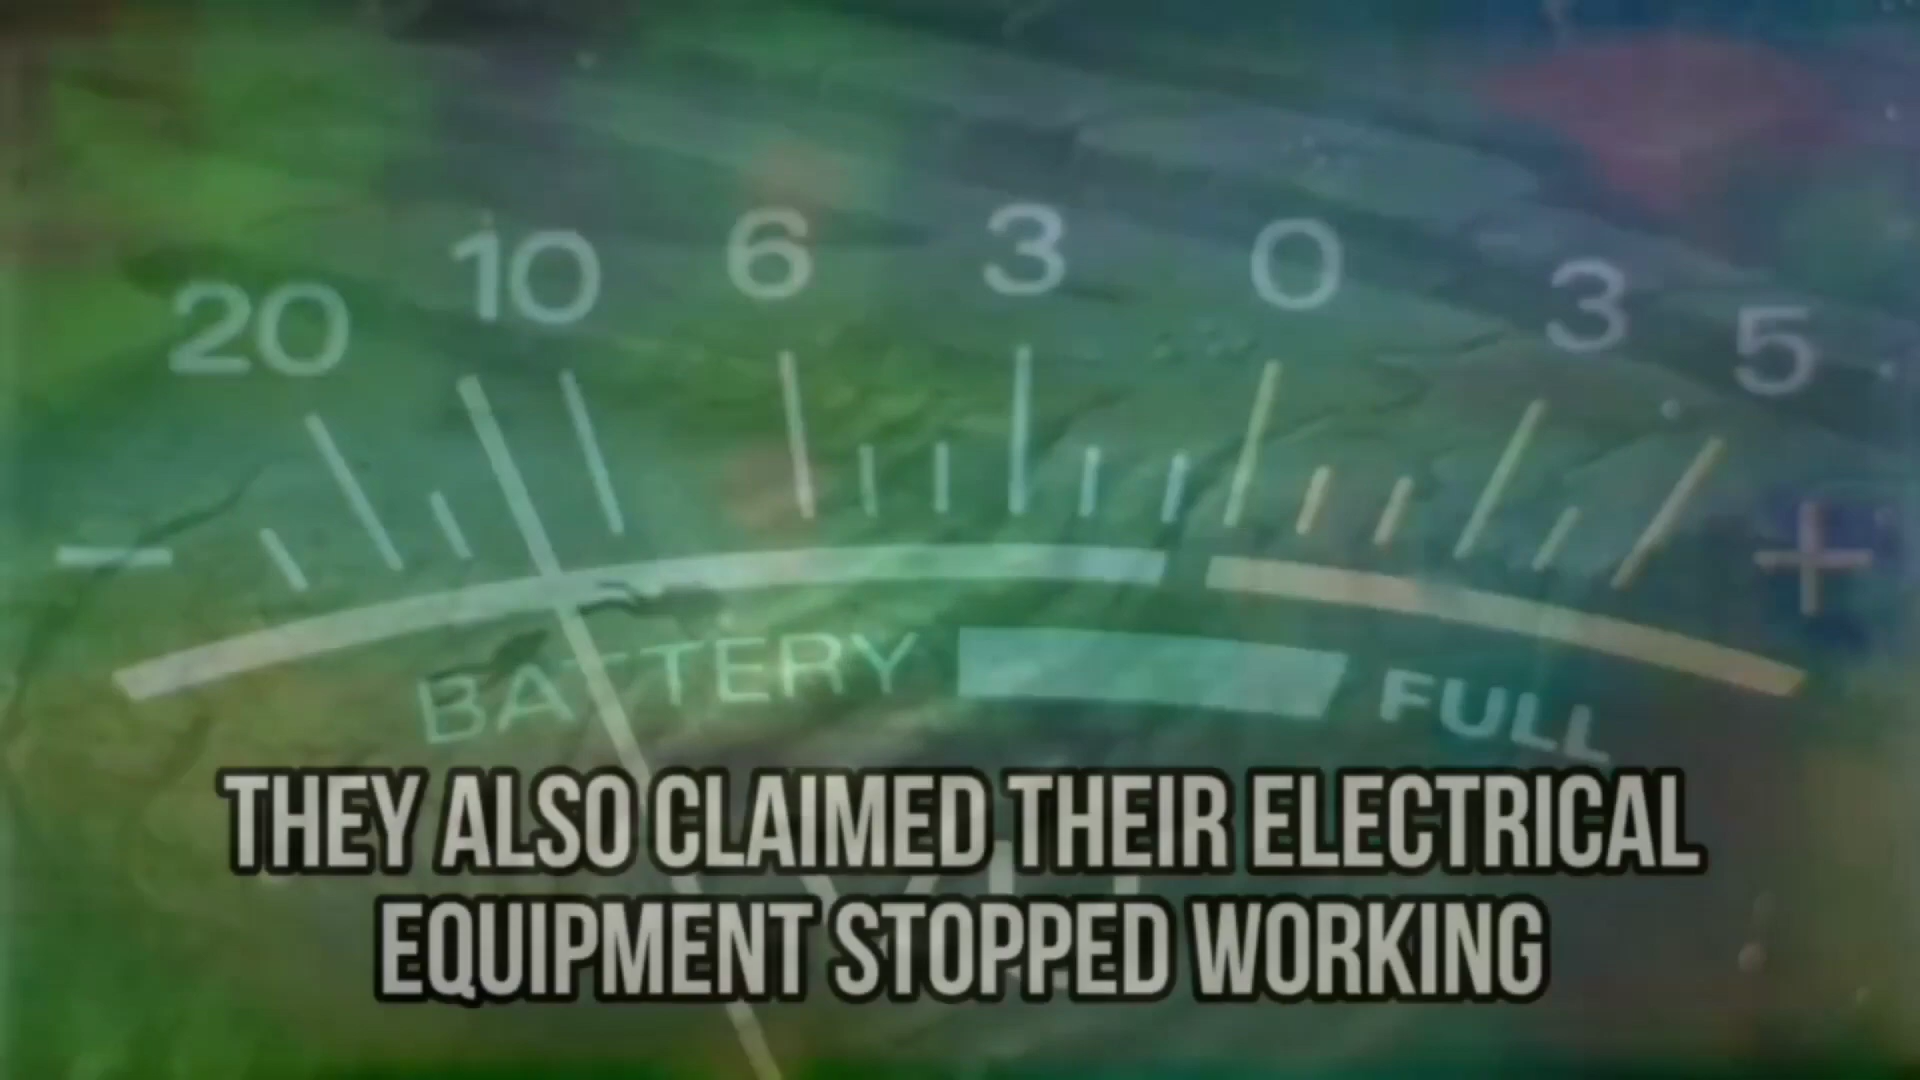 20 10 6 3 0 3 5
- +
BATTERY FULL
THEY ALSO CLAIMED THEIR ELECTRICAL
EQUIPMENT STOPPED WORKING